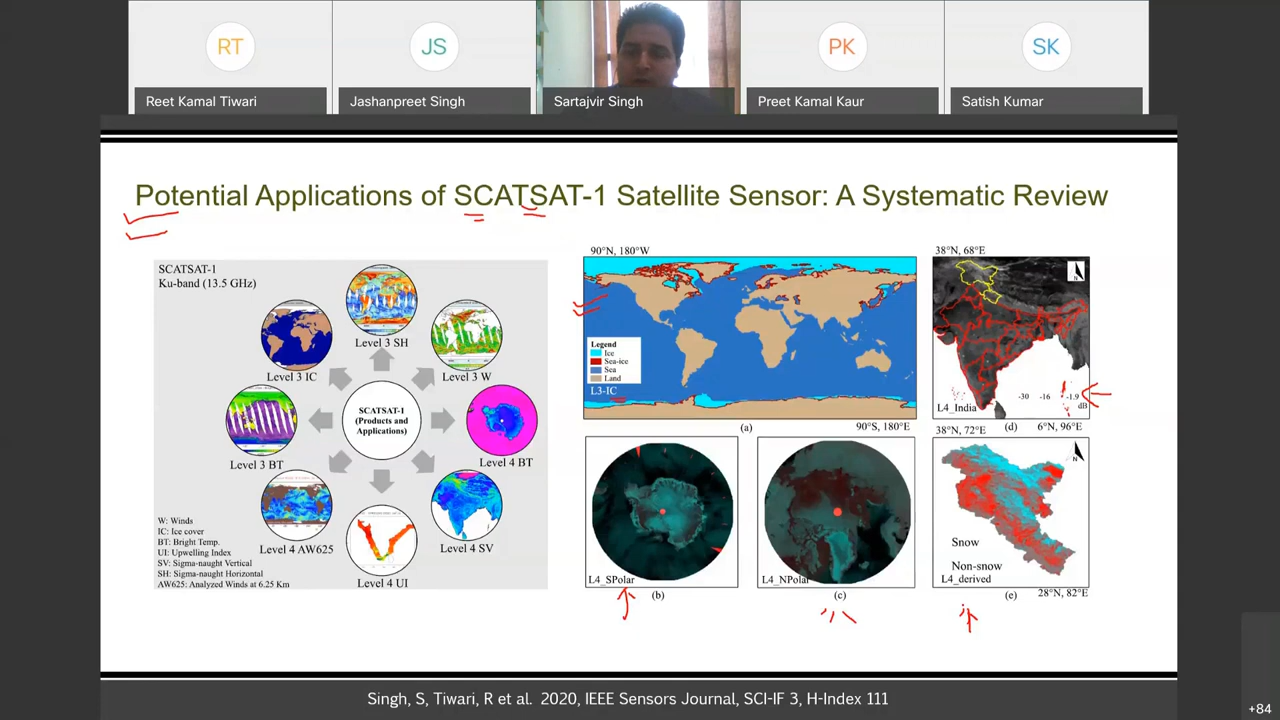 RT
JS
PK
SK
Reet Kamal Tiwari
Jashanpreet Singh
Sartajvir Singh
Preet Kamal Kaur
Satish Kumar
Potential Applications of SCATSAT-1 Satellite Sensor: A Systematic Review
SCATSAT-1
Ku-band (13.5 GHz)
Level 3 SH
Level 3 IC
Level 3 W
SCATSAT-1
(Products and
Applications)
Level 3 BT
Level 4 BT
Level 4 AW625
Level 4 SV
Level 4 UI
W: Winds
IC: Ice cover
BT: Bright Temp.
UI: Upwelling Index
SV: Sigma-naught Vertical
SH: Sigma-naught Horizontal
AW625: Analyzed Winds at 6.25 Km
90°N, 180°W
Legend
Ice
Sea-ice
Sea
Land
L3-IC
(a)
90°S, 180°E
38°N, 68°E
N
L4_India
-30
-16
-1.9
dB
(d)
6°N, 96°E
L4_SPolar
(b)
L4_NPolar
(c)
38°N, 72°E
N
Snow
Non-snow
L4_derived
(e)
28°N, 82°E
Singh, S, Tiwari, R et al. 2020, IEEE Sensors Journal, SCI-IF 3, H-Index 111
+84